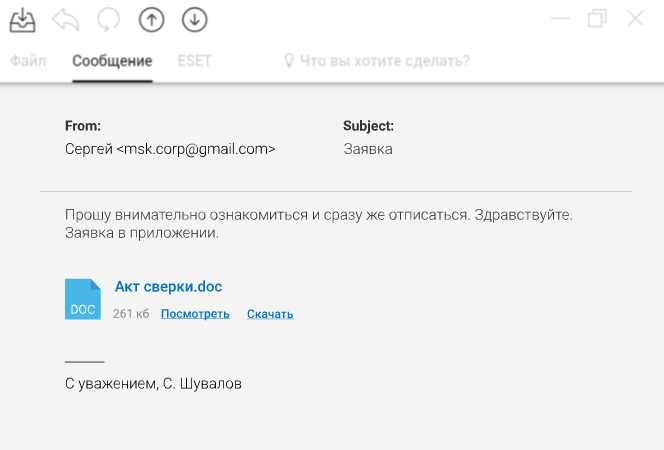 Файл Сообщение ESET Что вы хотите сделать?
From: Subject:
Сергей <msk.corp@gmail.com> Заявка
Прошу внимательно ознакомиться и сразу же отписаться. Здравствуйте.
Заявка в приложении.
Акт сверки.doc
DOC 261 кб Посмотреть Скачать
С уважением, С. Шувалов